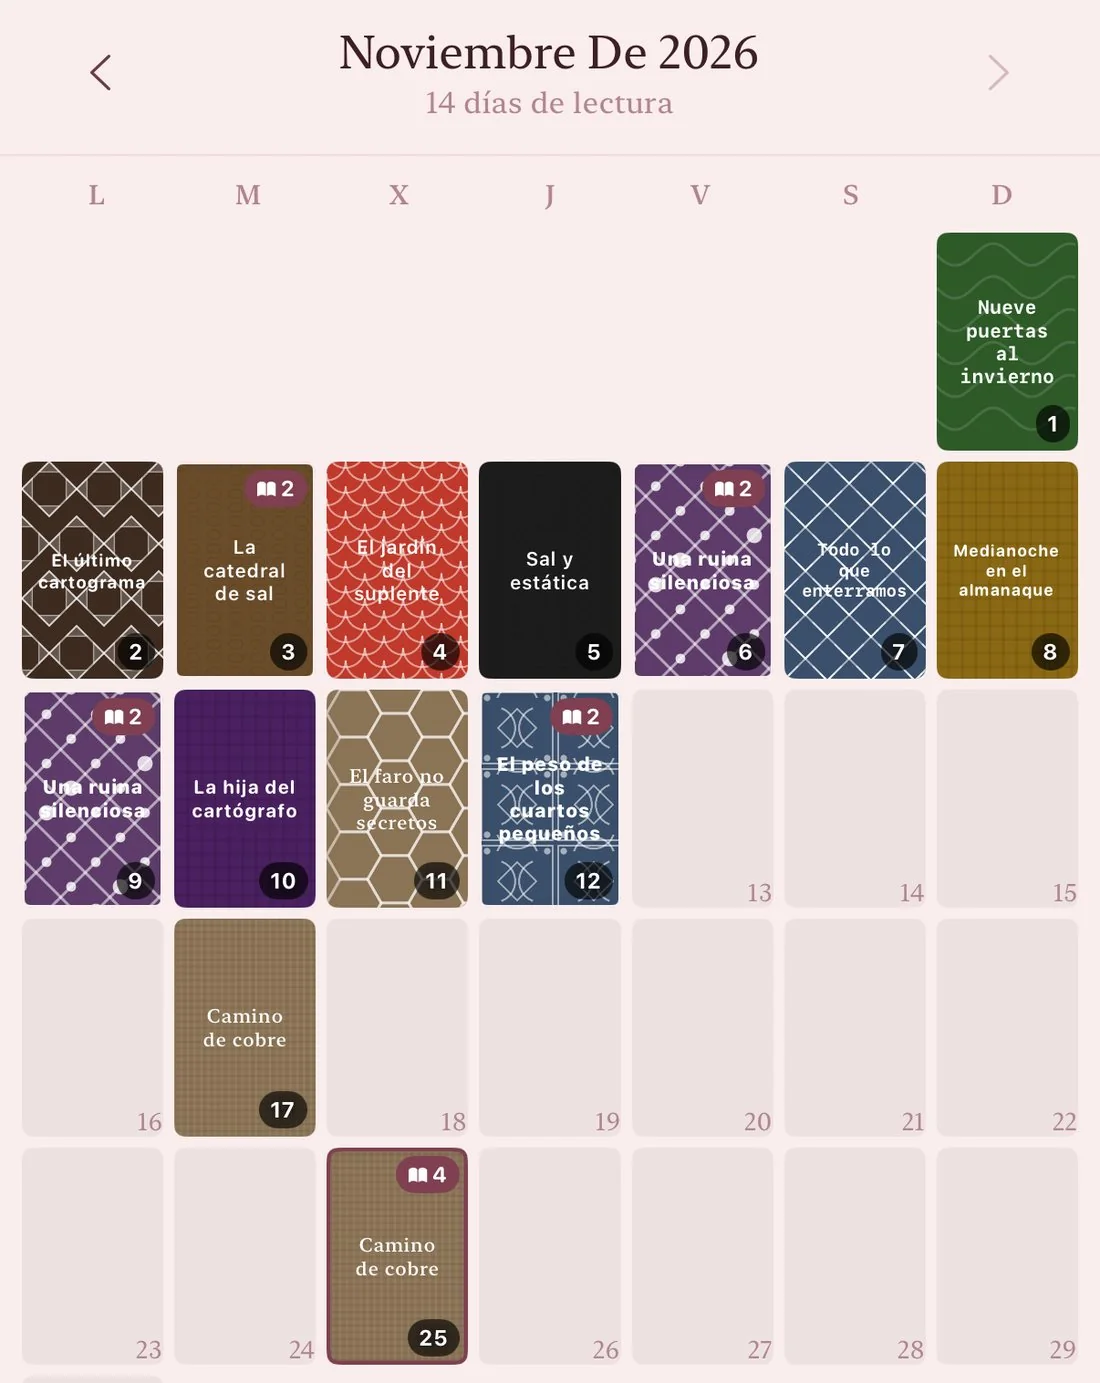 Noviembre De 2026
14 días de lectura
L M X J V S D
Nueve
puertas
al
invierno
1
El último
cartograma
2
2
La
catedral
de sal
3
El jardín
del
suplente
4
Sal y
estática
5
2
Una ruina
silenciosa
6
Todo lo
que
enterramos
7
Medianoche
en el
almanaque
8
2
Una ruina
silenciosa
9
La hija del
cartógrafo
10
El faro no
guarda
secretos
11
2
El peso de
los
cuartos
pequeños
12
13
14
15
16
Camino
de cobre
17
18
19
20
21
22
23
24
4
Camino
de cobre
25
26
27
28
29